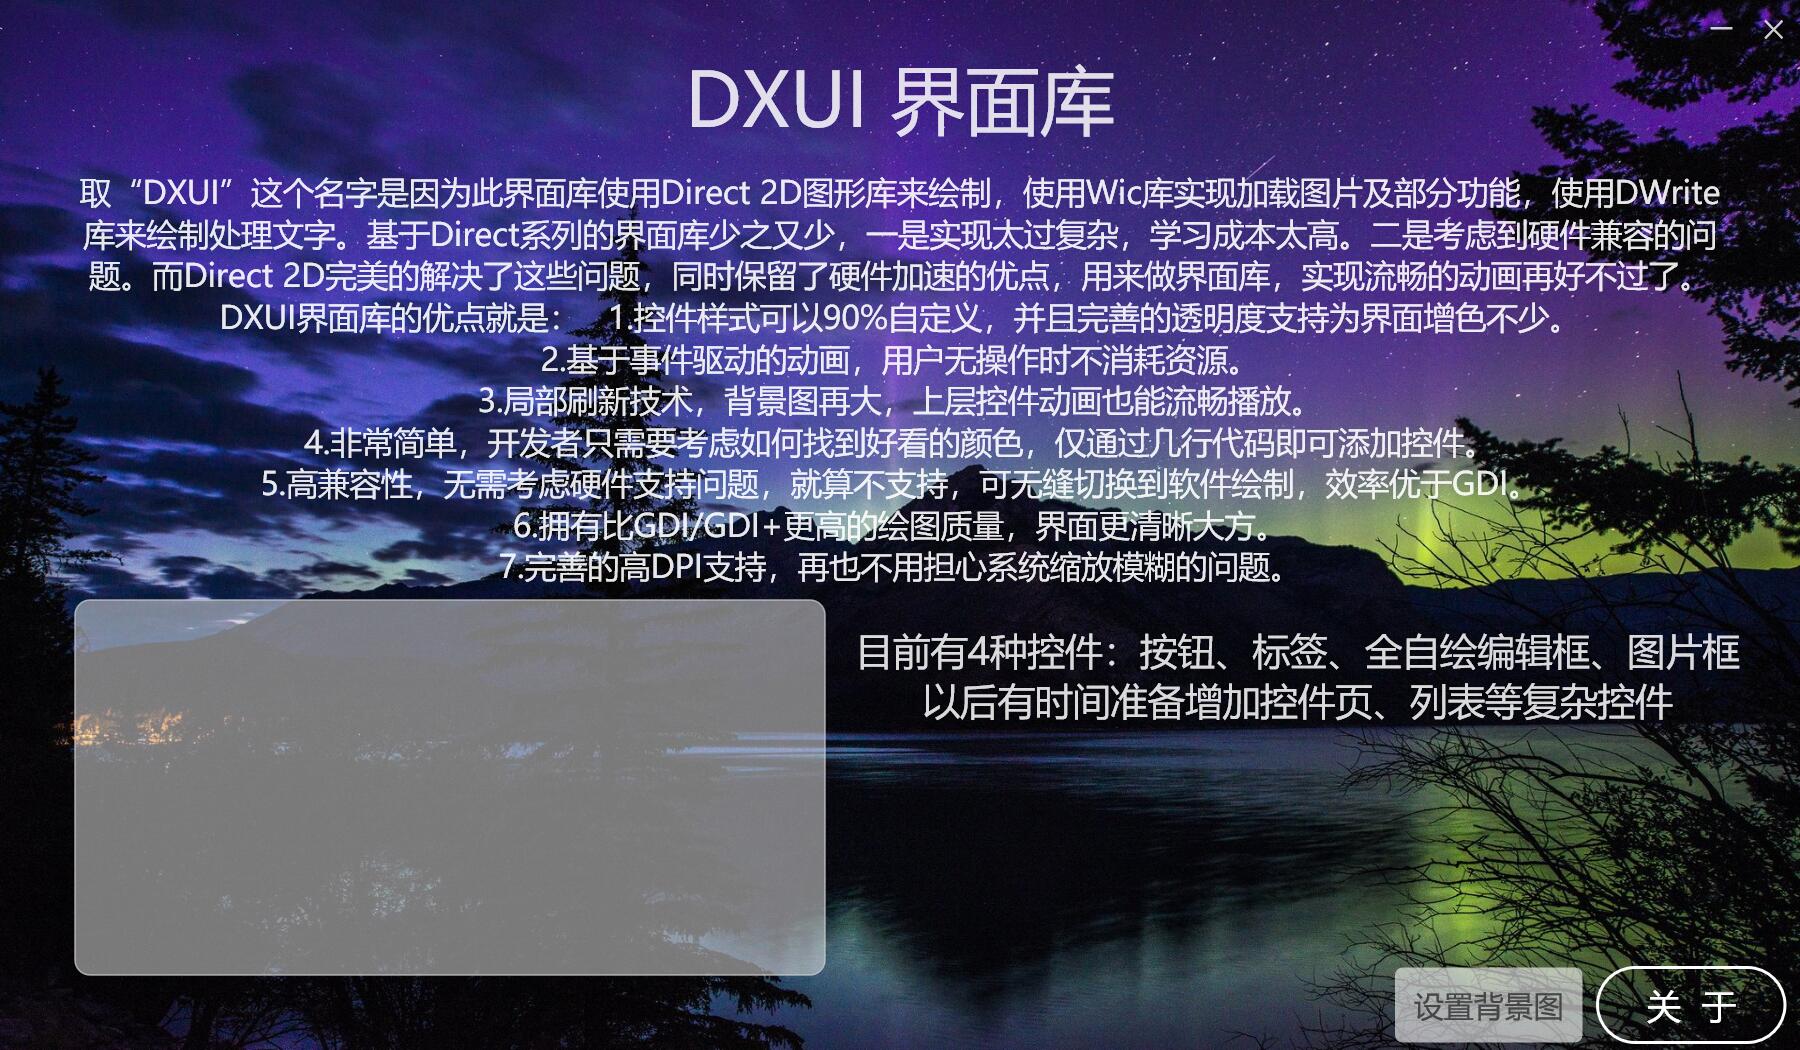 DXUI 界面库
取“DXUI”这个名字是因为此界面库使用Direct 2D图形库来绘制，使用Wic库实现加载图片及部分功能，使用DWrite
库来绘制处理文字。基于Direct系列的界面库少之又少，一是实现太过复杂，学习成本太高。二是考虑到硬件兼容的问
题。而Direct 2D完美的解决了这些问题，同时保留了硬件加速的优点，用来做界面库，实现流畅的动画再好不过了。
DXUI界面库的优点就是：　1.控件样式可以90%自定义，并且完善的透明度支持为界面增色不少。
2.基于事件驱动的动画，用户无操作时不消耗资源。
3.局部刷新技术，背景图再大，上层控件动画也能流畅播放。
4.非常简单，开发者只需要考虑如何找到好看的颜色，仅通过几行代码即可添加控件。
5.高兼容性，无需考虑硬件支持问题，就算不支持，可无缝切换到软件绘制，效率优于GDI。
6.拥有比GDI/GDI+更高的绘图质量，界面更清晰大方。
7.完善的高DPI支持，再也不用担心系统缩放模糊的问题。
目前有4种控件：按钮、标签、全自绘编辑框、图片框
以后有时间准备增加控件页、列表等复杂控件
设置背景图
关 于